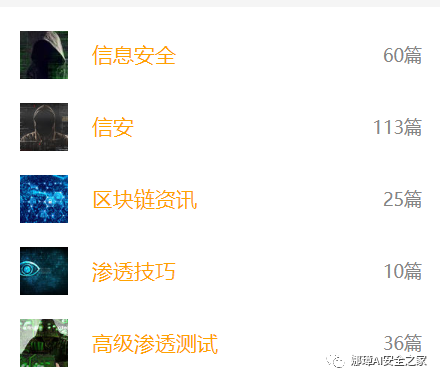 信息安全 60篇
信安 113篇
区块链资讯 25篇
渗透技巧 10篇
高级渗透测试 36篇
娜璋AI安全之家